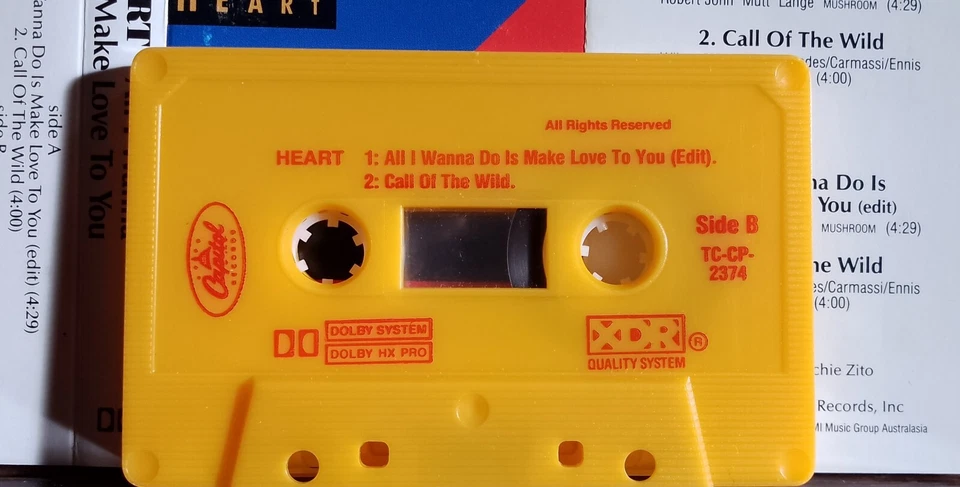 HEART
Robert John "Mutt" Lange MUSHROOM (4:29)
2. Call Of The Wild
des/Carmassi/Ennis
(4:00)
na Do Is
You (edit)
MUSHROOM (4:29)
he Wild
s/Carmassi/Ennis
(4:00)
chie Zito
Records, Inc
MI Music Group Australasia
side A
anna Do Is Make Love To You (edit) (4:29)
2. Call Of The Wild (4:00)
side B
RT
Make Love To You
All Rights Reserved
HEART 1: All I Wanna Do Is Make Love To You (Edit).
2: Call Of The Wild.
Capitol
RECORDS
Side B
TC-CP-
2374
DOLBY SYSTEM
DOLBY HX PRO
XDR ®
QUALITY SYSTEM